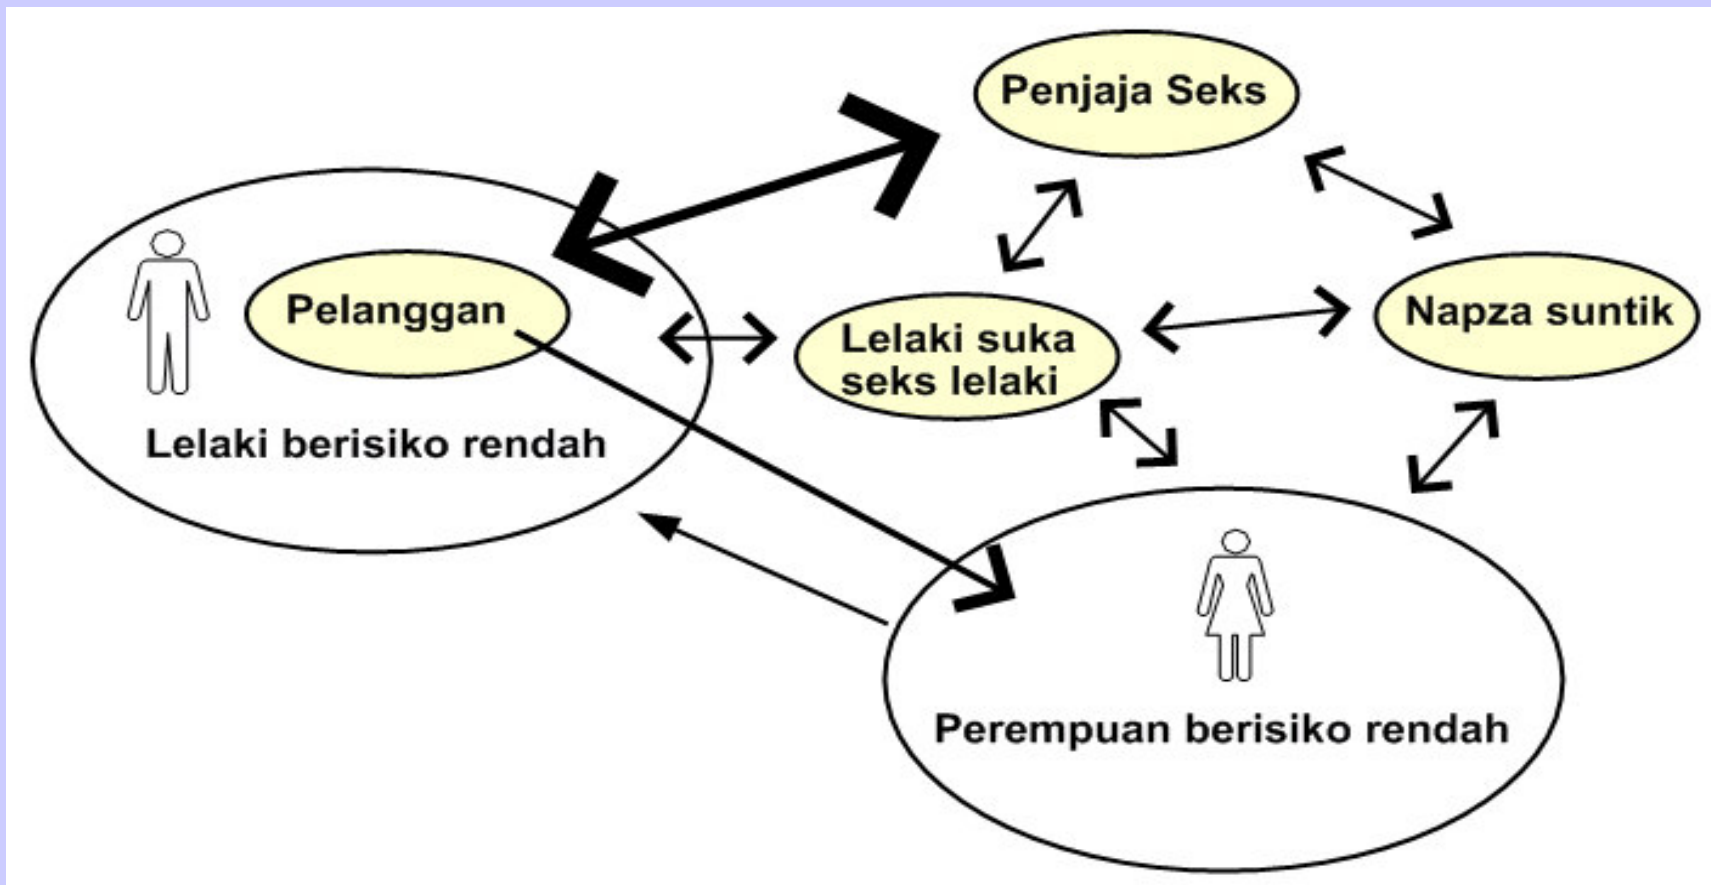 Penjaja Seks
Pelanggan
Lelaki suka
seks lelaki
Napza suntik
Lelaki berisiko rendah
Perempuan berisiko rendah